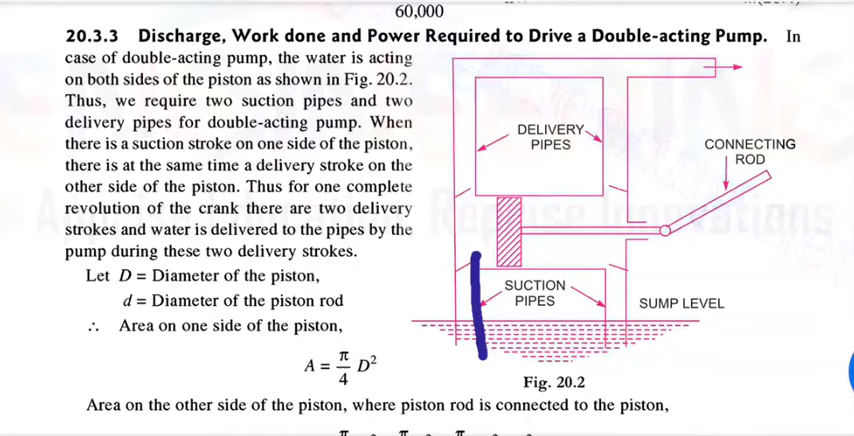 60,000
20.3.3 Discharge, Work done and Power Required to Drive a Double-acting Pump. In
case of double-acting pump, the water is acting
on both sides of the piston as shown in Fig. 20.2.
Thus, we require two suction pipes and two
delivery pipes for double-acting pump. When
there is a suction stroke on one side of the piston,
there is at the same time a delivery stroke on the
other side of the piston. Thus for one complete
revolution of the crank there are two delivery
strokes and water is delivered to the pipes by the
pump during these two delivery strokes.
Let D = Diameter of the piston,
d = Diameter of the piston rod
∴ Area on one side of the piston,
A = π/4 D²
Area on the other side of the piston, where piston rod is connected to the piston,
DELIVERY
PIPES
CONNECTING
ROD
SUCTION
PIPES
SUMP LEVEL
Fig. 20.2